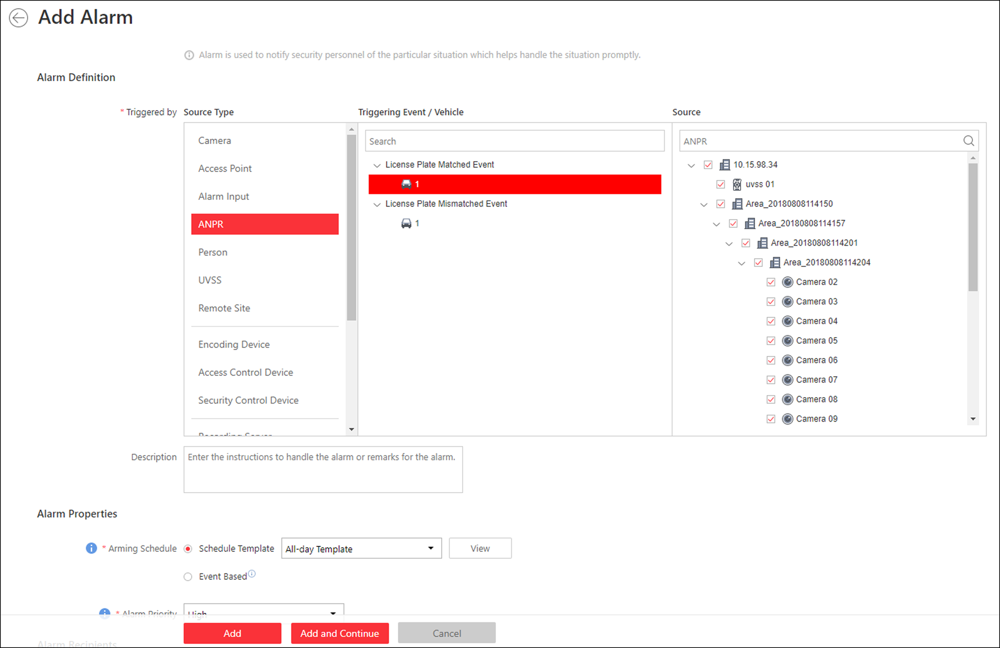 Add Alarm
Alarm is used to notify security personnel of the particular situation which helps handle the situation promptly.
Alarm Definition
* Triggered by
Source Type
Triggering Event / Vehicle
Source
Camera
Access Point
Alarm Input
ANPR
Person
UVSS
Remote Site
Encoding Device
Access Control Device
Security Control Device
Recording Server
Search
License Plate Matched Event
1
License Plate Mismatched Event
1
ANPR
10.15.98.34
uvss 01
Area_20180808114150
Area_20180808114157
Area_20180808114201
Area_20180808114204
Camera 02
Camera 03
Camera 04
Camera 05
Camera 06
Camera 07
Camera 08
Camera 09
Description
Enter the instructions to handle the alarm or remarks for the alarm.
Alarm Properties
* Arming Schedule
Schedule Template
All-day Template
View
Event Based
* Alarm Priority
High
Add
Add and Continue
Cancel
Alarm Recipients